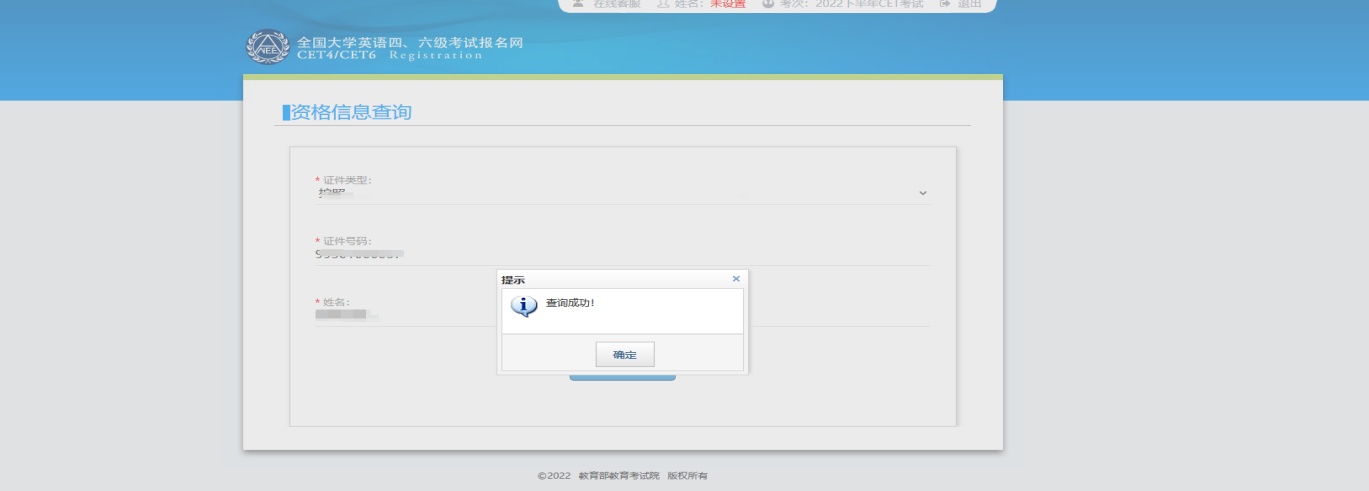 在线客服 姓名：未设置 考次：2022下半年CET考试 退出
全国大学英语四、六级考试报名网
CET4/CET6 Registration
资格信息查询
* 证件类型：
* 证件号码：
提示
×
查询成功!
* 姓名：
确定
©2022 教育部教育考试院 版权所有